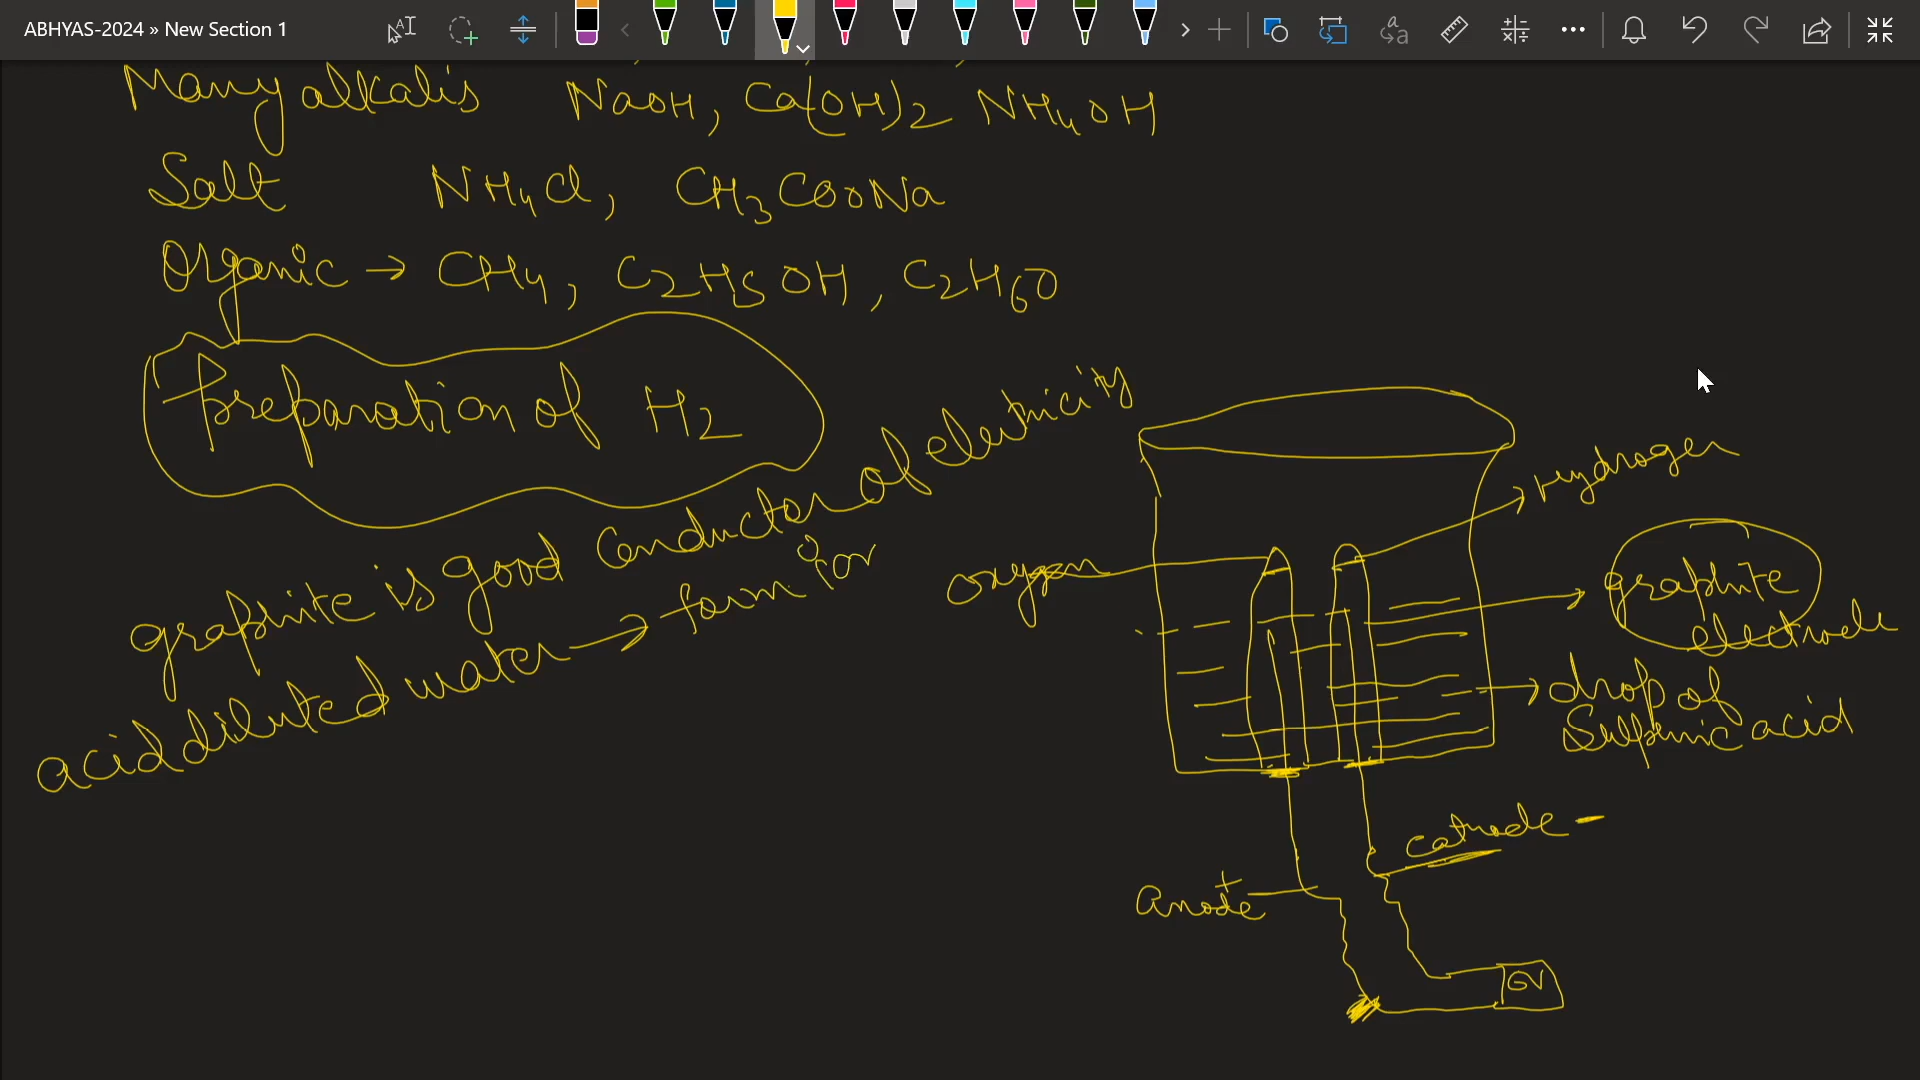 ABHYAS-2024 » New Section 1
Many alkalis NaOH, Ca(OH)2 NH4OH
Salt NH4Cl, CH3COONa
Organic → CH4, C2H5OH, C2H6O
Preparation of H2
graphite is good conductor of electricity
acid diluted water → form ion
oxygen
hydrogen
graphite
electrode
drop of
Sulphuric acid
cathode -
+
anode
6V